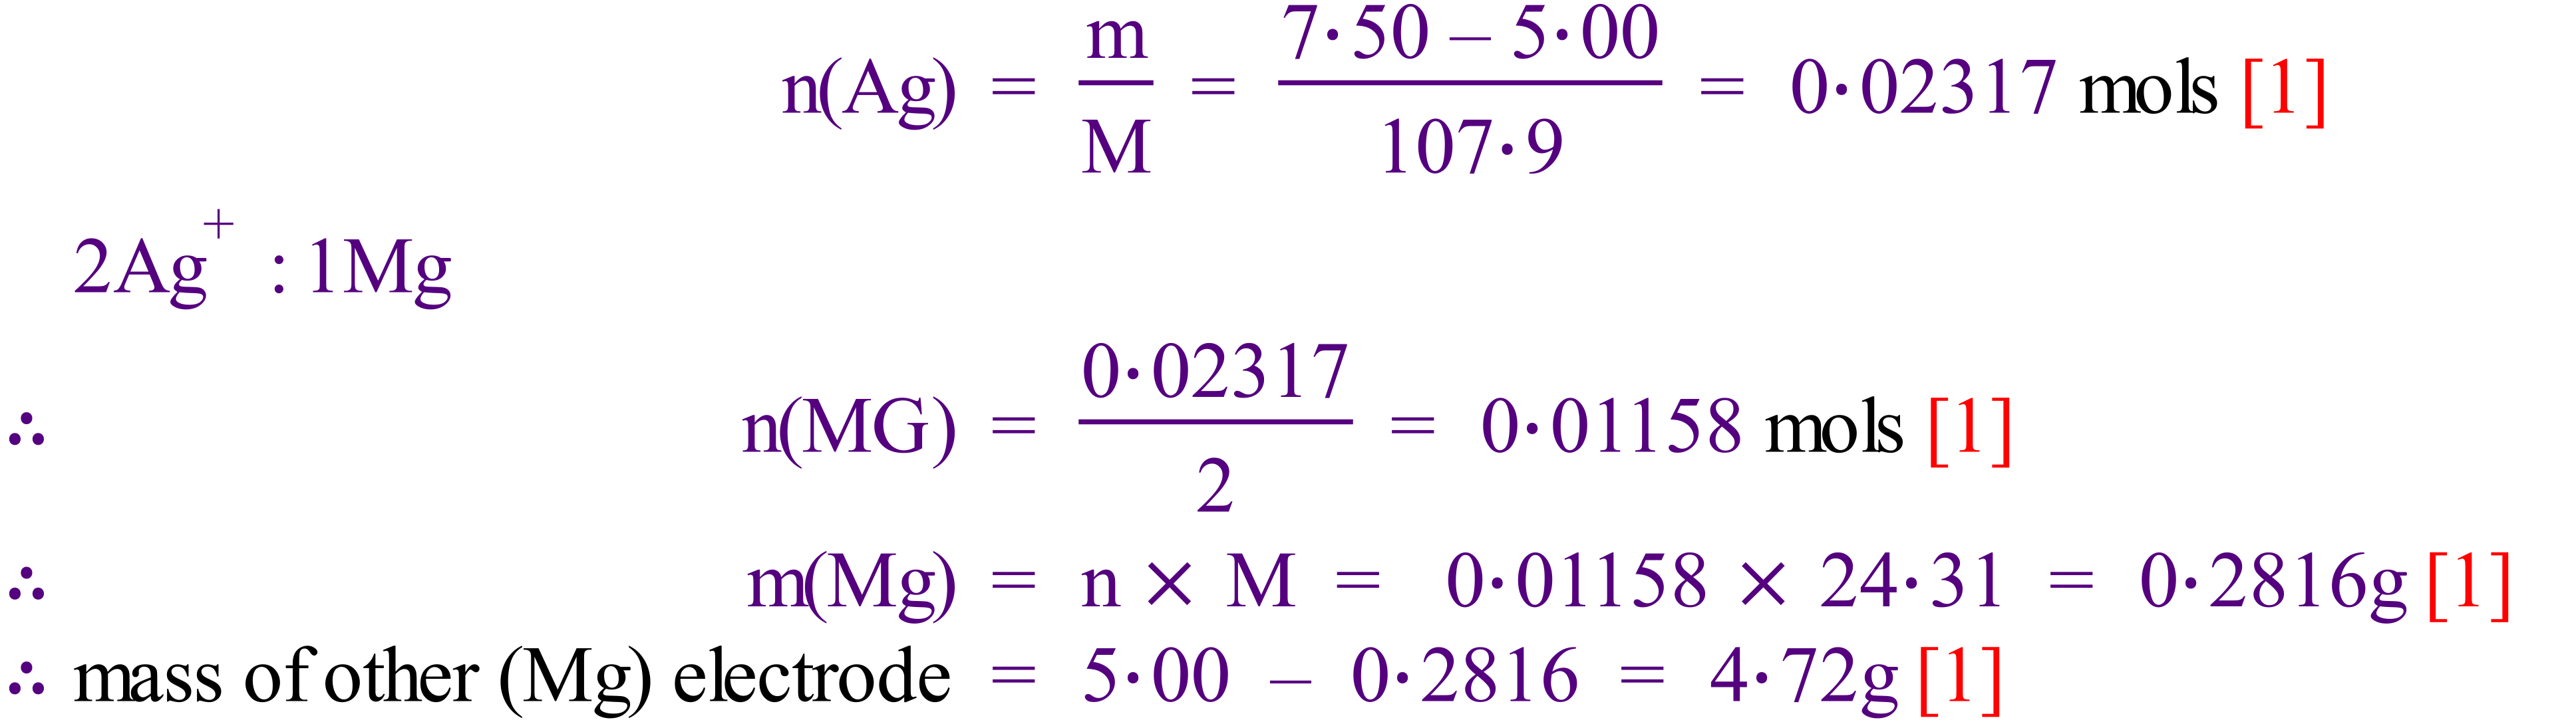 n(Ag) = m/M = 7·50 – 5·00/107·9 = 0·02317 mols [1]
2Ag⁺ : 1Mg
∴ n(MG) = 0·02317/2 = 0·01158 mols [1]
∴ m(Mg) = n × M = 0·01158 × 24·31 = 0·2816g [1]
∴ mass of other (Mg) electrode = 5·00 – 0·2816 = 4·72g [1]